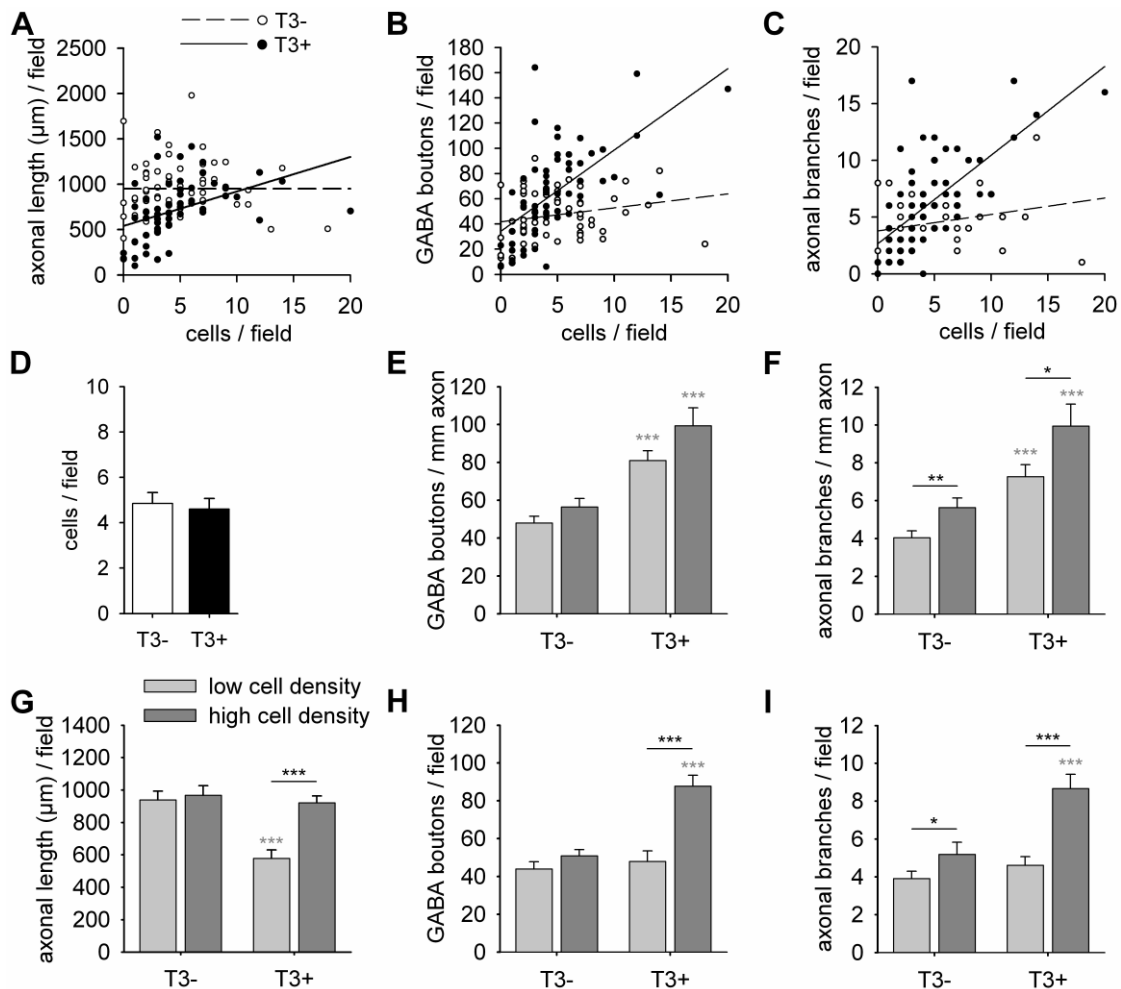 A
T3-
T3+
axonal length (μm) / field
2500
2000
1500
1000
500
0
0 5 10 15 20
cells / field
B
GABA boutons / field
180
160
140
120
100
80
60
40
20
0
0 5 10 15 20
cells / field
C
axonal branches / field
20
15
10
5
0
0 5 10 15 20
cells / field
D
cells / field
10
8
6
4
2
0
T3- T3+
E
GABA boutons / mm axon
120
100
80
60
40
20
0
***
***
T3- T3+
F
axonal branches / mm axon
12
10
8
6
4
2
0
**
***
*
***
T3- T3+
low cell density
high cell density
G
axonal length (μm) / field
1400
1200
1000
800
600
400
200
0
***
***
T3- T3+
H
GABA boutons / field
120
100
80
60
40
20
0
***
***
T3- T3+
I
axonal branches / field
12
10
8
6
4
2
0
*
***
***
T3- T3+